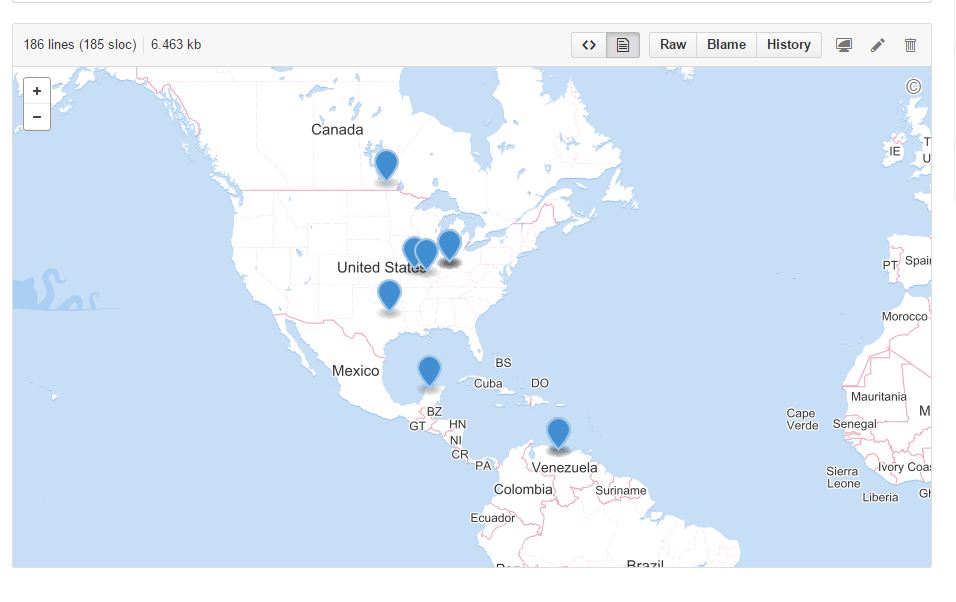 186 lines (185 sloc) 6.463 kb
<> Raw Blame History
+
−
©
Canada
IE
T
U
United States
PT Spain
Morocco
Mexico
BS
Cuba DO
Mauritania
BZ
M
GT HN
Cape
Verde
Senegal
NI
CR
PA
Venezuela
Sierra
Leone
Ivory Coas
Colombia
Suriname
Liberia
Gh
Ecuador
Brazil